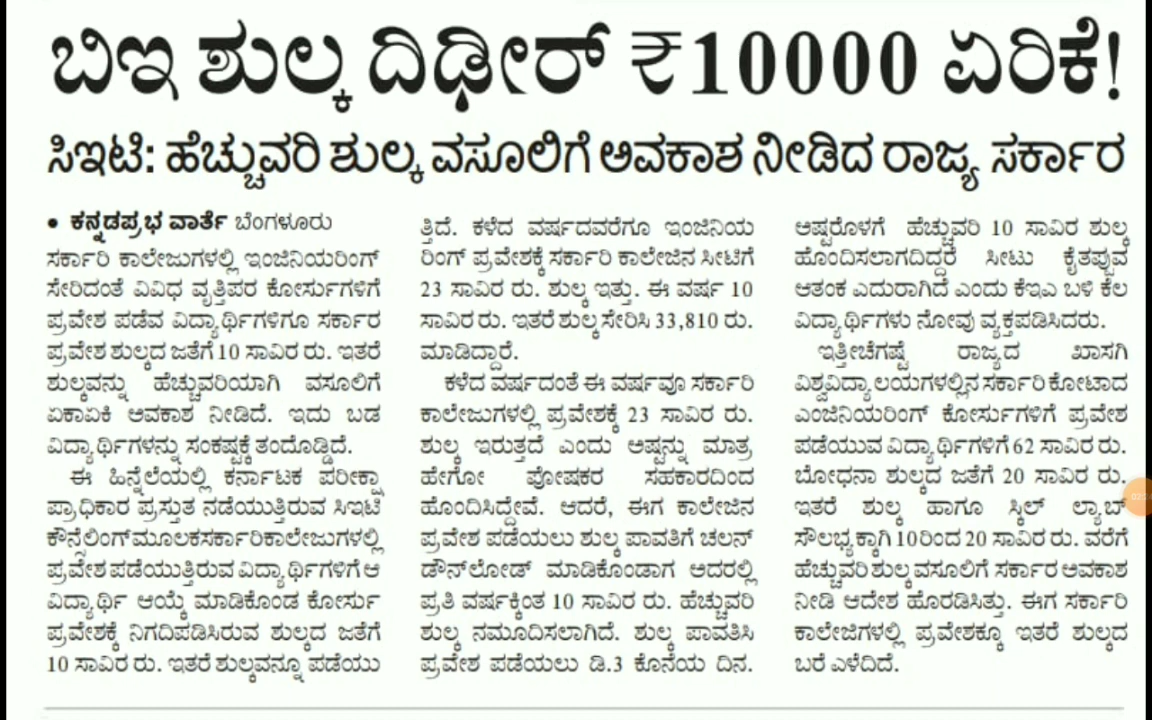 ಬಿಇ ಶುಲ್ಕ ದಿಢೀರ್ ₹10000 ಏರಿಕೆ!
ಸಿಇಟಿ: ಹೆಚ್ಚುವರಿ ಶುಲ್ಕ ವಸೂಲಿಗೆ ಅವಕಾಶ ನೀಡಿದ ರಾಜ್ಯ ಸರ್ಕಾರ
• ಕನ್ನಡಪ್ರಭ ವಾರ್ತೆ ಬೆಂಗಳೂರು
ಸರ್ಕಾರಿ ಕಾಲೇಜುಗಳಲ್ಲಿ ಇಂಜಿನಿಯರಿಂಗ್
ಸೇರಿದಂತೆ ವಿವಿಧ ವೃತ್ತಿಪರ ಕೋರ್ಸುಗಳಿಗೆ
ಪ್ರವೇಶ ಪಡೆವ ವಿದ್ಯಾರ್ಥಿಗಳಿಗೂ ಸರ್ಕಾರ
ಪ್ರವೇಶ ಶುಲ್ಕದ ಜತೆಗೆ 10 ಸಾವಿರ ರು. ಇತರೆ
ಶುಲ್ಕವನ್ನು ಹೆಚ್ಚುವರಿಯಾಗಿ ವಸೂಲಿಗೆ
ಏಕಾಏಕಿ ಅವಕಾಶ ನೀಡಿದೆ. ಇದು ಬಡ
ವಿದ್ಯಾರ್ಥಿಗಳನ್ನು ಸಂಕಷ್ಟಕ್ಕೆ ತಂದೊಡ್ಡಿದೆ.
ಈ ಹಿನ್ನೆಲೆಯಲ್ಲಿ ಕರ್ನಾಟಕ ಪರೀಕ್ಷಾ
ಪ್ರಾಧಿಕಾರ ಪ್ರಸ್ತುತ ನಡೆಯುತ್ತಿರುವ ಸಿಇಟಿ
ಕೌನ್ಸೆಲಿಂಗ್ ಮೂಲಕ ಸರ್ಕಾರಿ ಕಾಲೇಜುಗಳಲ್ಲಿ
ಪ್ರವೇಶ ಪಡೆಯುತ್ತಿರುವ ವಿದ್ಯಾರ್ಥಿಗಳಿಗೆ ಆ
ವಿದ್ಯಾರ್ಥಿ ಆಯ್ಕೆ ಮಾಡಿಕೊಂಡ ಕೋರ್ಸು
ಪ್ರವೇಶಕ್ಕೆ ನಿಗದಿಪಡಿಸಿರುವ ಶುಲ್ಕದ ಜತೆಗೆ
10 ಸಾವಿರ ರು. ಇತರೆ ಶುಲ್ಕವನ್ನೂ ಪಡೆಯು
ತ್ತಿದೆ. ಕಳೆದ ವರ್ಷದವರೆಗೂ ಇಂಜಿನಿಯ
ರಿಂಗ್ ಪ್ರವೇಶಕ್ಕೆ ಸರ್ಕಾರಿ ಕಾಲೇಜಿನ ಸೀಟಿಗೆ
23 ಸಾವಿರ ರು. ಶುಲ್ಕ ಇತ್ತು. ಈ ವರ್ಷ 10
ಸಾವಿರ ರು. ಇತರೆ ಶುಲ್ಕ ಸೇರಿಸಿ 33,810 ರು.
ಮಾಡಿದ್ದಾರೆ.
ಕಳೆದ ವರ್ಷದಂತೆ ಈ ವರ್ಷವೂ ಸರ್ಕಾರಿ
ಕಾಲೇಜುಗಳಲ್ಲಿ ಪ್ರವೇಶಕ್ಕೆ 23 ಸಾವಿರ ರು.
ಶುಲ್ಕ ಇರುತ್ತದೆ ಎಂದು ಅಷ್ಟನ್ನು ಮಾತ್ರ
ಹೇಗೋ ಪೋಷಕರ ಸಹಕಾರದಿಂದ
ಹೊಂದಿಸಿದ್ದೇವೆ. ಆದರೆ, ಈಗ ಕಾಲೇಜಿನ
ಪ್ರವೇಶ ಪಡೆಯಲು ಶುಲ್ಕ ಪಾವತಿಗೆ ಚಲನ್
ಡೌನ್‌ಲೋಡ್ ಮಾಡಿಕೊಂಡಾಗ ಅದರಲ್ಲಿ
ಪ್ರತಿ ವರ್ಷಕ್ಕಿಂತ 10 ಸಾವಿರ ರು. ಹೆಚ್ಚುವರಿ
ಶುಲ್ಕ ನಮೂದಿಸಲಾಗಿದೆ. ಶುಲ್ಕ ಪಾವತಿಸಿ
ಪ್ರವೇಶ ಪಡೆಯಲು ಡಿ.3 ಕೊನೆಯ ದಿನ.
ಅಷ್ಟರೊಳಗೆ ಹೆಚ್ಚುವರಿ 10 ಸಾವಿರ ಶುಲ್ಕ
ಹೊಂದಿಸಲಾಗದಿದ್ದರೆ ಸೀಟು ಕೈತಪ್ಪುವ
ಆತಂಕ ಎದುರಾಗಿದೆ ಎಂದು ಕೆಇಎ ಬಳಿ ಕೆಲ
ವಿದ್ಯಾರ್ಥಿಗಳು ನೋವು ವ್ಯಕ್ತಪಡಿಸಿದರು.
ಇತ್ತೀಚೆಗಷ್ಟೆ ರಾಜ್ಯದ ಖಾಸಗಿ
ವಿಶ್ವವಿದ್ಯಾಲಯಗಳಲ್ಲಿನ ಸರ್ಕಾರಿ ಕೋಟಾದ
ಎಂಜಿನಿಯರಿಂಗ್ ಕೋರ್ಸುಗಳಿಗೆ ಪ್ರವೇಶ
ಪಡೆಯುವ ವಿದ್ಯಾರ್ಥಿಗಳಿಗೆ 62 ಸಾವಿರ ರು.
ಬೋಧನಾ ಶುಲ್ಕದ ಜತೆಗೆ 20 ಸಾವಿರ ರು.
ಇತರೆ ಶುಲ್ಕ ಹಾಗೂ ಸ್ಕಿಲ್ ಲ್ಯಾಬ್
ಸೌಲಭ್ಯಕ್ಕಾಗಿ 10ರಿಂದ 20 ಸಾವಿರ ರು. ವರೆಗೆ
ಹೆಚ್ಚುವರಿ ಶುಲ್ಕ ವಸೂಲಿಗೆ ಸರ್ಕಾರ ಅವಕಾಶ
ನೀಡಿ ಆದೇಶ ಹೊರಡಿಸಿತ್ತು. ಈಗ ಸರ್ಕಾರಿ
ಕಾಲೇಜಿಗಳಲ್ಲಿ ಪ್ರವೇಶಕ್ಕೂ ಇತರೆ ಶುಲ್ಕದ
ಬರೆ ಎಳೆದಿದೆ.